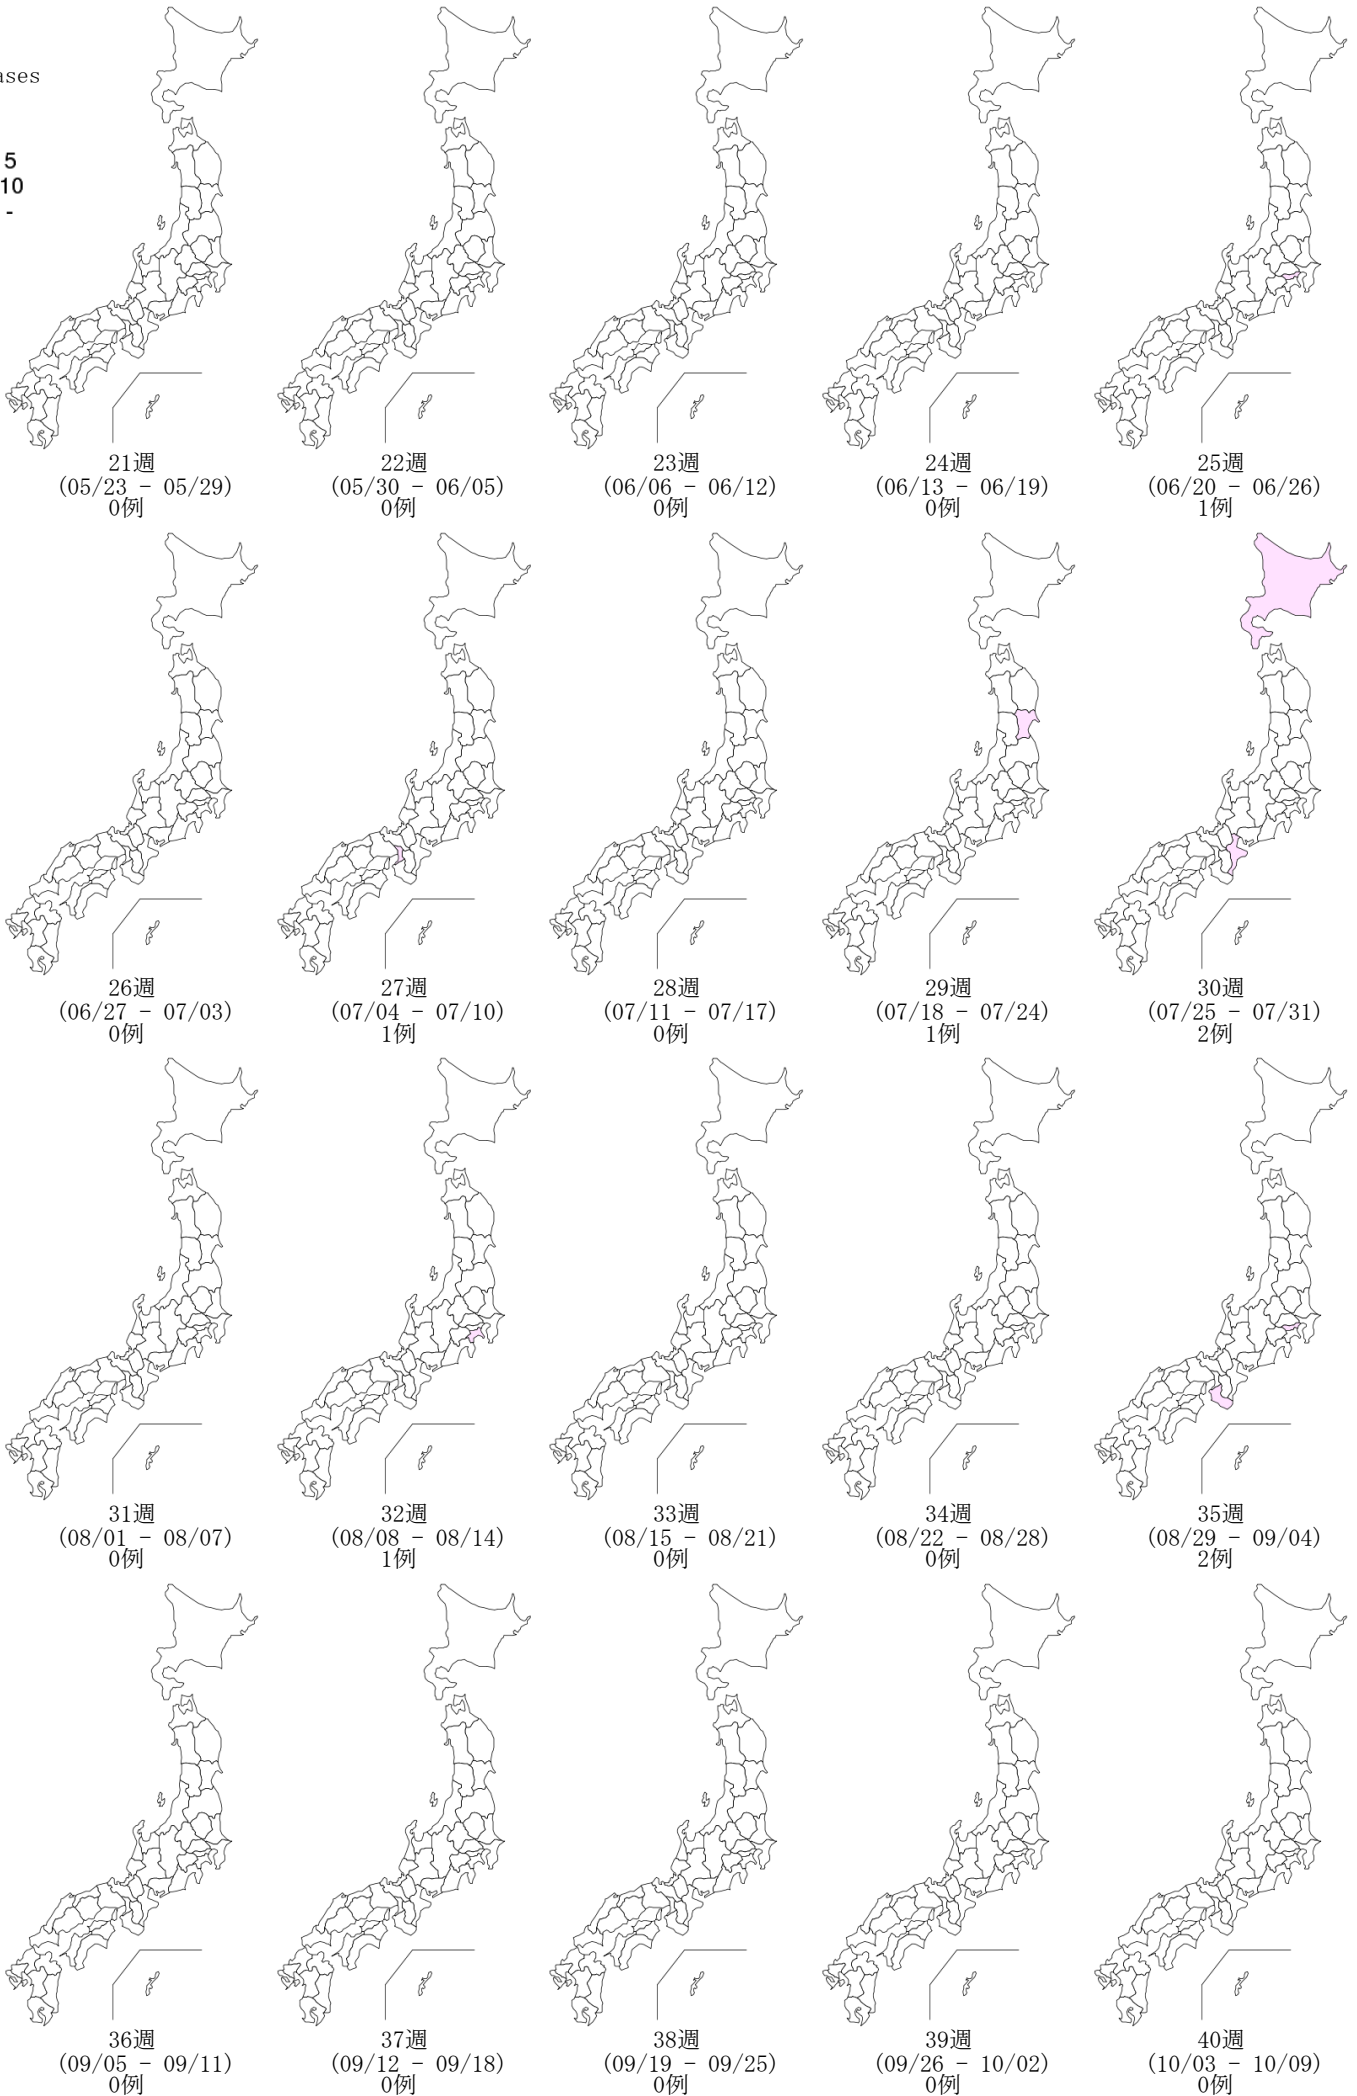 ases
5
10
-
21週
(05/23 - 05/29)
0例
22週
(05/30 - 06/05)
0例
23週
(06/06 - 06/12)
0例
24週
(06/13 - 06/19)
0例
25週
(06/20 - 06/26)
1例
26週
(06/27 - 07/03)
0例
27週
(07/04 - 07/10)
1例
28週
(07/11 - 07/17)
0例
29週
(07/18 - 07/24)
1例
30週
(07/25 - 07/31)
2例
31週
(08/01 - 08/07)
0例
32週
(08/08 - 08/14)
1例
33週
(08/15 - 08/21)
0例
34週
(08/22 - 08/28)
0例
35週
(08/29 - 09/04)
2例
36週
(09/05 - 09/11)
0例
37週
(09/12 - 09/18)
0例
38週
(09/19 - 09/25)
0例
39週
(09/26 - 10/02)
0例
40週
(10/03 - 10/09)
0例